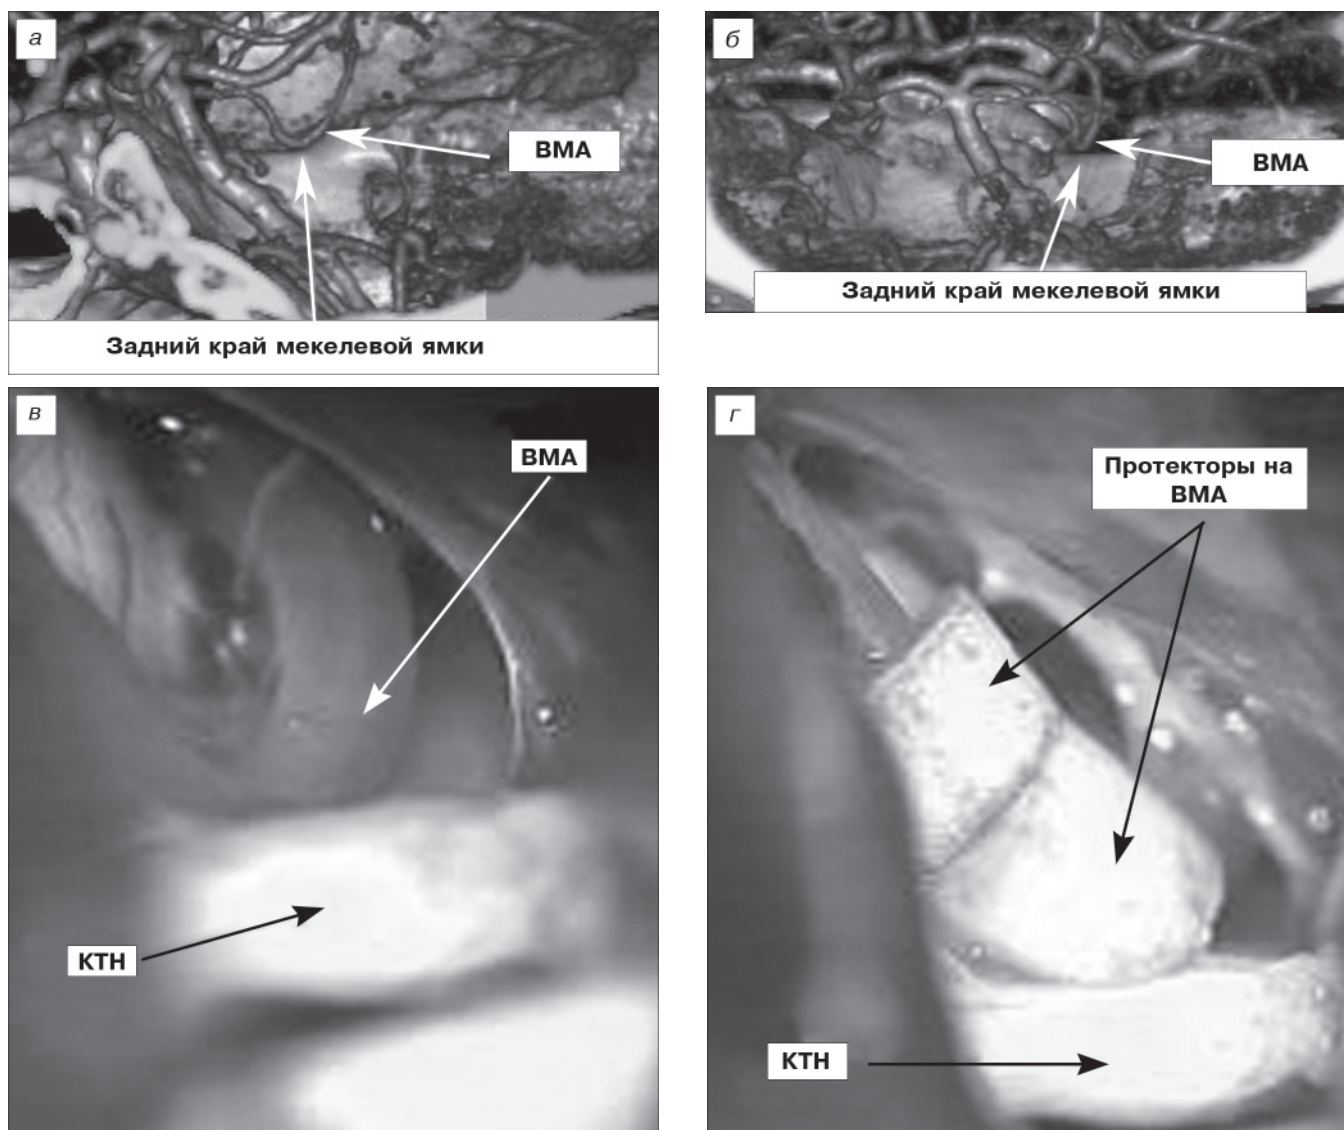 а
ВМА
Задний край мекелевой ямки
б
ВМА
Задний край мекелевой ямки
в
ВМА
КТН
г
Протекторы на
ВМА
КТН